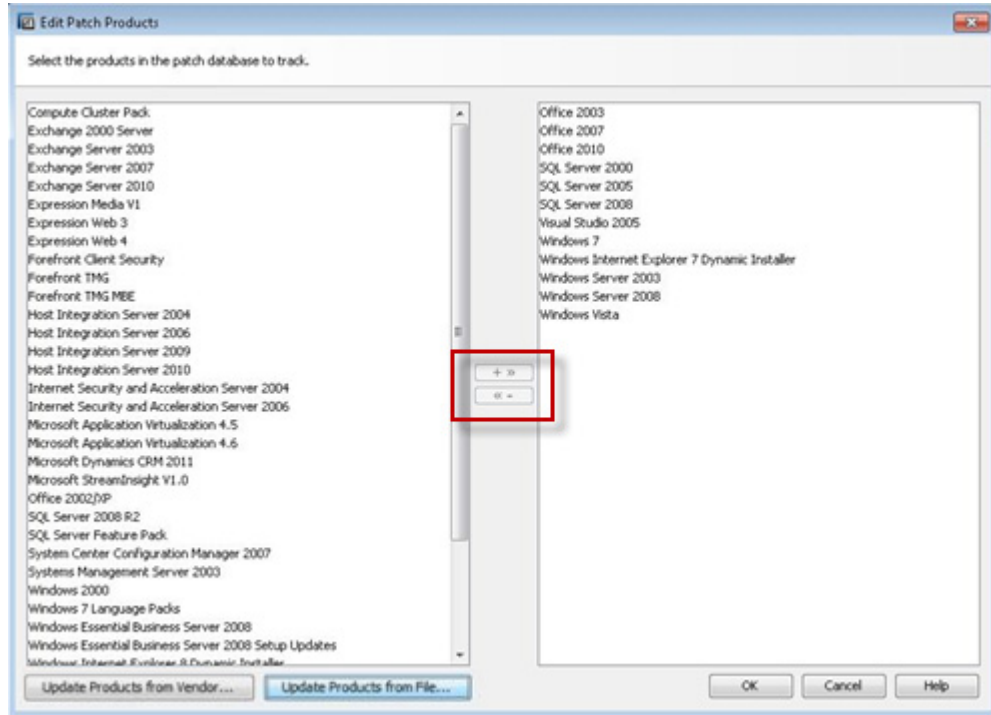 Edit Patch Products
Select the products in the patch database to track.
Compute Cluster Pack
Exchange 2000 Server
Exchange Server 2003
Exchange Server 2007
Exchange Server 2010
Expression Media V1
Expression Web 3
Expression Web 4
Forefront Client Security
Forefront TMG
Forefront TMG MBE
Host Integration Server 2004
Host Integration Server 2006
Host Integration Server 2009
Host Integration Server 2010
Internet Security and Acceleration Server 2004
Internet Security and Acceleration Server 2006
Microsoft Application Virtualization 4.5
Microsoft Application Virtualization 4.6
Microsoft Dynamics CRM 2011
Microsoft StreamInsight V1.0
Office 2002/XP
SQL Server 2008 R2
SQL Server Feature Pack
System Center Configuration Manager 2007
Systems Management Server 2003
Windows 2000
Windows 7 Language Packs
Windows Essential Business Server 2008
Windows Essential Business Server 2008 Setup Updates
Windows Internet Explorer 8 Dynamic Installer
+ »
« -
Office 2003
Office 2007
Office 2010
SQL Server 2000
SQL Server 2005
SQL Server 2008
Visual Studio 2005
Windows 7
Windows Internet Explorer 7 Dynamic Installer
Windows Server 2003
Windows Server 2008
Windows Vista
Update Products from Vendor...
Update Products from File...
OK
Cancel
Help